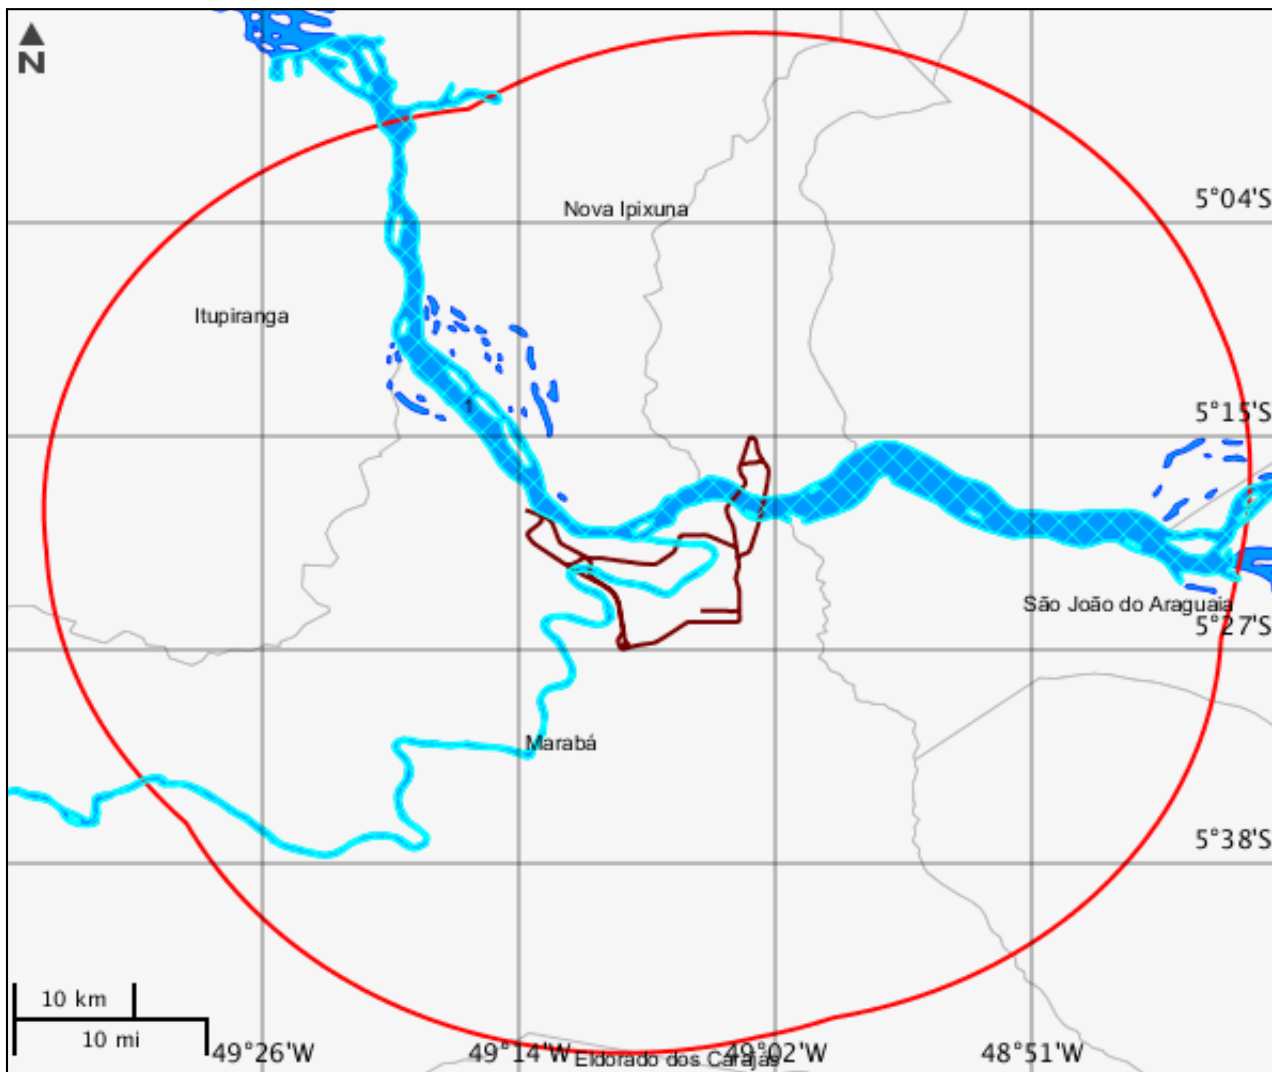 N
Nova Ipixuna
5°04'S
Itupiranga
1
5°15'S
São João do Araguaia
5°27'S
Marabá
5°38'S
10 km
10 mi
49°26'W
49°14'W
49°02'W
48°51'W
Eldorado dos Carajás